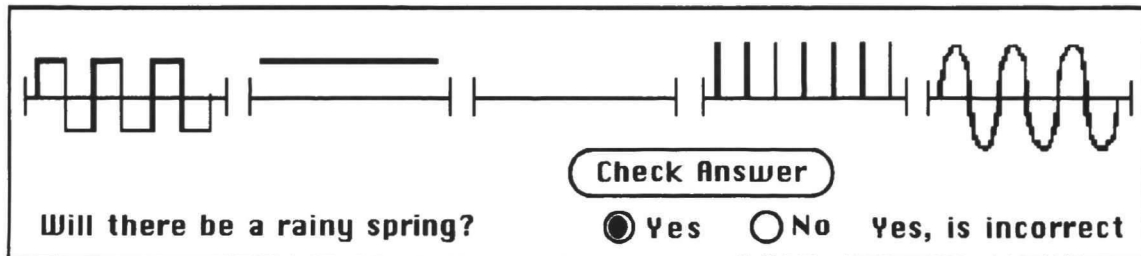 Check Answer
Will there be a rainy spring? Yes No Yes, is incorrect